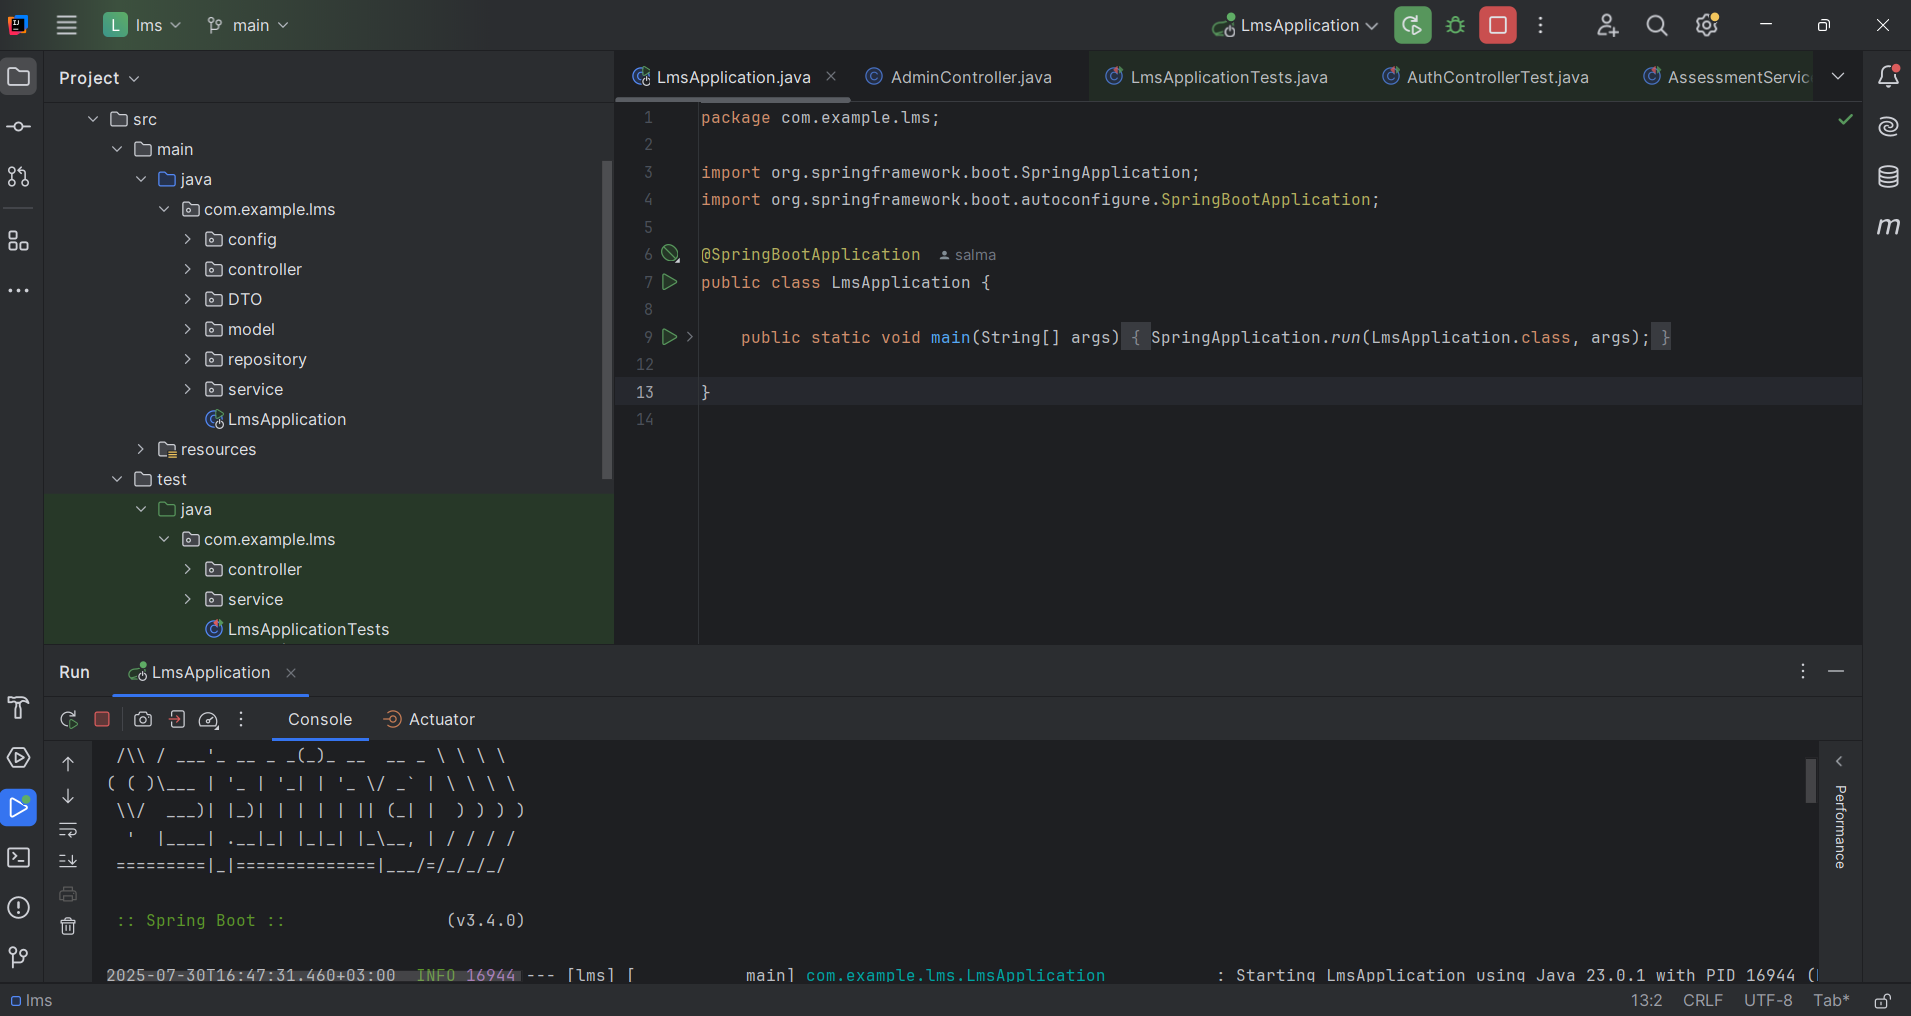 L lms main LmsApplication
Project
LmsApplication.java AdminController.java LmsApplicationTests.java AuthControllerTest.java AssessmentServic
src
main
java
com.example.lms
config
controller
DTO
model
repository
service
LmsApplication
resources
test
java
com.example.lms
controller
service
LmsApplicationTests
1 package com.example.lms;
2
3 import org.springframework.boot.SpringApplication;
4 import org.springframework.boot.autoconfigure.SpringBootApplication;
5
6 @SpringBootApplication salma
7 public class LmsApplication {
8
9 public static void main(String[] args) { SpringApplication.run(LmsApplication.class, args); }
12
13 }
14
m
Run LmsApplication
Console Actuator
 /\\ / ___'_ __ _ _(_)_ __  __ _ \ \ \ \
( ( )\___ | '_ | '_| | '_ \/ _` | \ \ \ \
 \\/  ___)| |_)| | | | | || (_| |  ) ) ) )
  '  |____| .__|_| |_|_| |_\__, | / / / /
 =========|_|==============|___/=/_/_/_/
:: Spring Boot :: (v3.4.0)
2025-07-30T16:47:31.460+03:00 INFO 16944 --- [lms] [ main] com.example.lms.LmsApplication : Starting LmsApplication using Java 23.0.1 with PID 16944 (
Performance
lms 13:2 CRLF UTF-8 Tab*